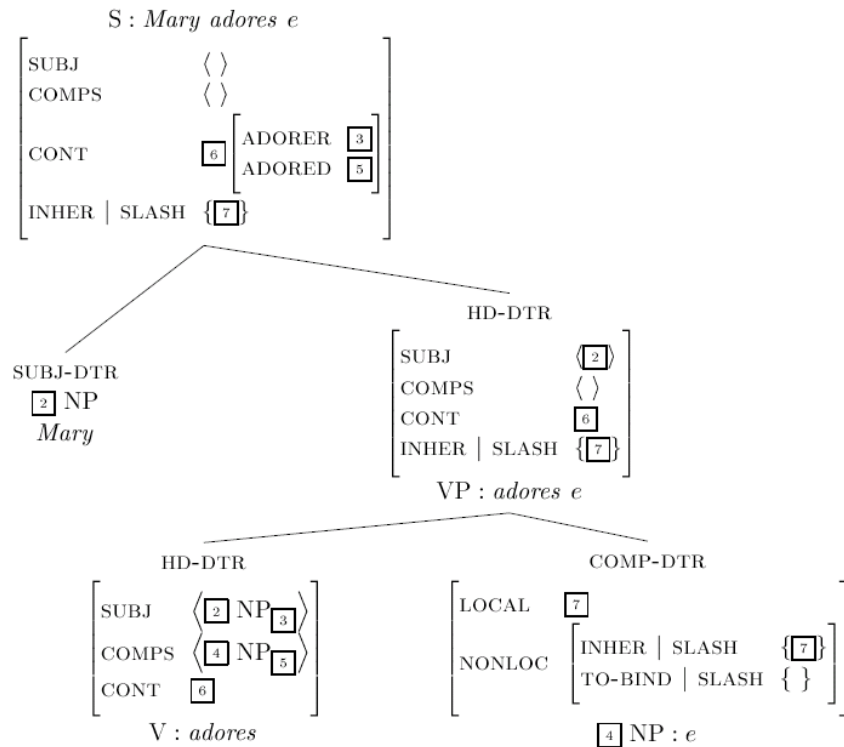 S : Mary adores e
SUBJ ⟨ ⟩
COMPS ⟨ ⟩
CONT 6 [ADORER 3
ADORED 5]
INHER | SLASH {7}
HD-DTR
SUBJ ⟨2⟩
COMPS ⟨ ⟩
CONT 6
INHER | SLASH {7}
VP : adores e
SUBJ-DTR
2 NP
Mary
HD-DTR
SUBJ ⟨2 NP3⟩
COMPS ⟨4 NP5⟩
CONT 6
V : adores
COMP-DTR
LOCAL 7
NONLOC [INHER | SLASH {7}
TO-BIND | SLASH { }]
4 NP : e